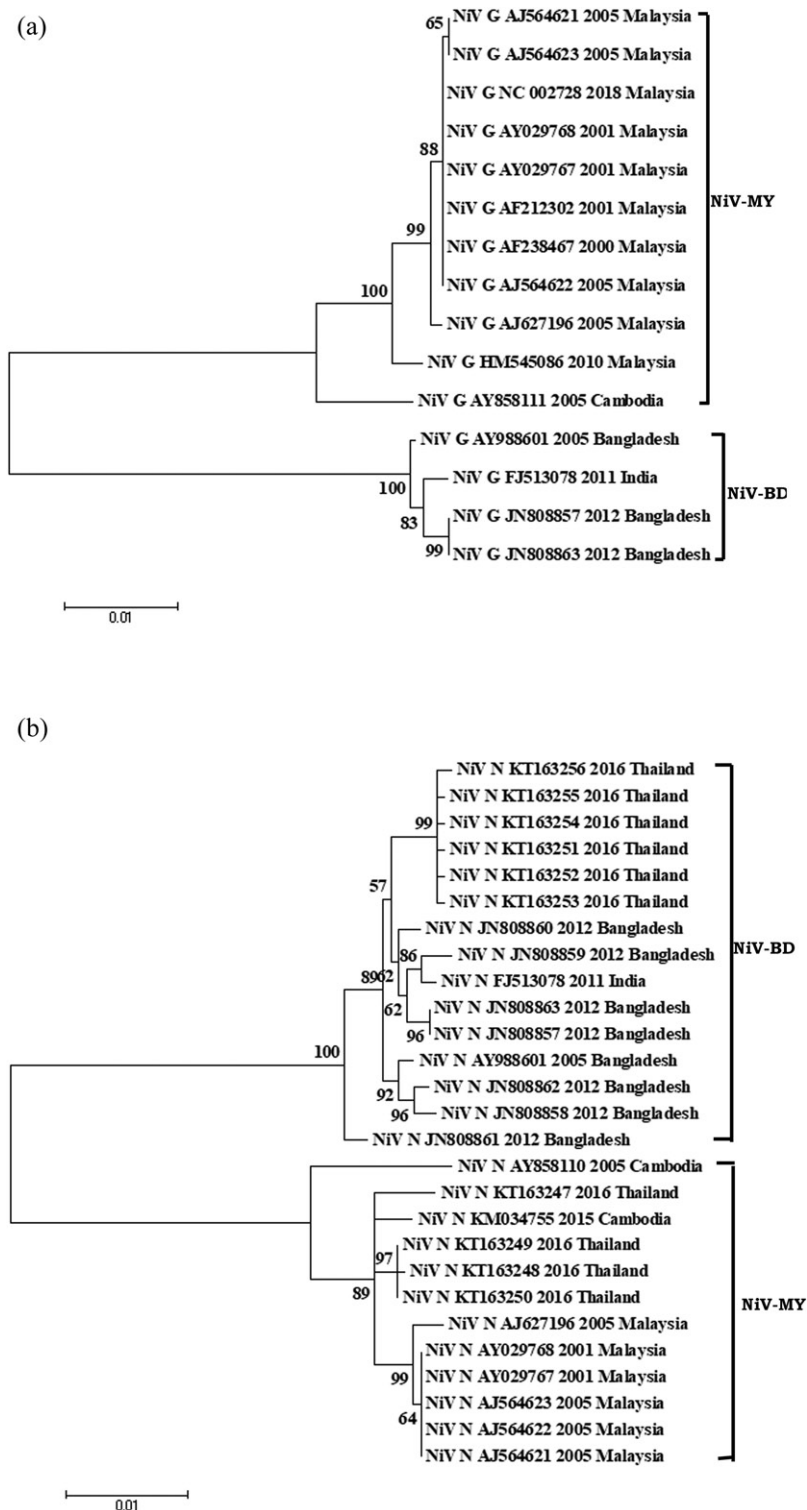 (a)
65
NiV G AJ564621 2005 Malaysia
NiV G AJ564623 2005 Malaysia
NiV G NC 002728 2018 Malaysia
NiV G AY029768 2001 Malaysia
88
NiV G AY029767 2001 Malaysia
NiV-MY
NiV G AF212302 2001 Malaysia
99
NiV G AF238467 2000 Malaysia
NiV G AJ564622 2005 Malaysia
100
NiV G AJ627196 2005 Malaysia
NiV G HM545086 2010 Malaysia
NiV G AY858111 2005 Cambodia
NiV G AY988601 2005 Bangladesh
100
NiV G FJ513078 2011 India
NiV-BD
83
NiV G JN808857 2012 Bangladesh
99
NiV G JN808863 2012 Bangladesh
0.01
(b)
NiV N KT163256 2016 Thailand
NiV N KT163255 2016 Thailand
99
NiV N KT163254 2016 Thailand
NiV N KT163251 2016 Thailand
57
NiV N KT163252 2016 Thailand
NiV N KT163253 2016 Thailand
NiV N JN808860 2012 Bangladesh
NiV-BD
86
NiV N JN808859 2012 Bangladesh
89
62
NiV N FJ513078 2011 India
62
NiV N JN808863 2012 Bangladesh
96
NiV N JN808857 2012 Bangladesh
100
NiV N AY988601 2005 Bangladesh
92
NiV N JN808862 2012 Bangladesh
96
NiV N JN808858 2012 Bangladesh
NiV N JN808861 2012 Bangladesh
NiV N AY858110 2005 Cambodia
NiV N KT163247 2016 Thailand
NiV N KM034755 2015 Cambodia
97
NiV N KT163249 2016 Thailand
NiV N KT163248 2016 Thailand
89
NiV N KT163250 2016 Thailand
NiV-MY
NiV N AJ627196 2005 Malaysia
NiV N AY029768 2001 Malaysia
99
NiV N AY029767 2001 Malaysia
NiV N AJ564623 2005 Malaysia
64
NiV N AJ564622 2005 Malaysia
NiV N AJ564621 2005 Malaysia
0.01